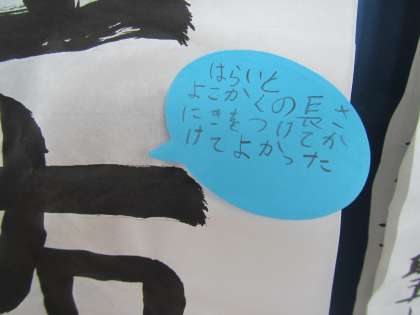 はらいと
よこかくの長さ
にきをつけてか
けてよかった